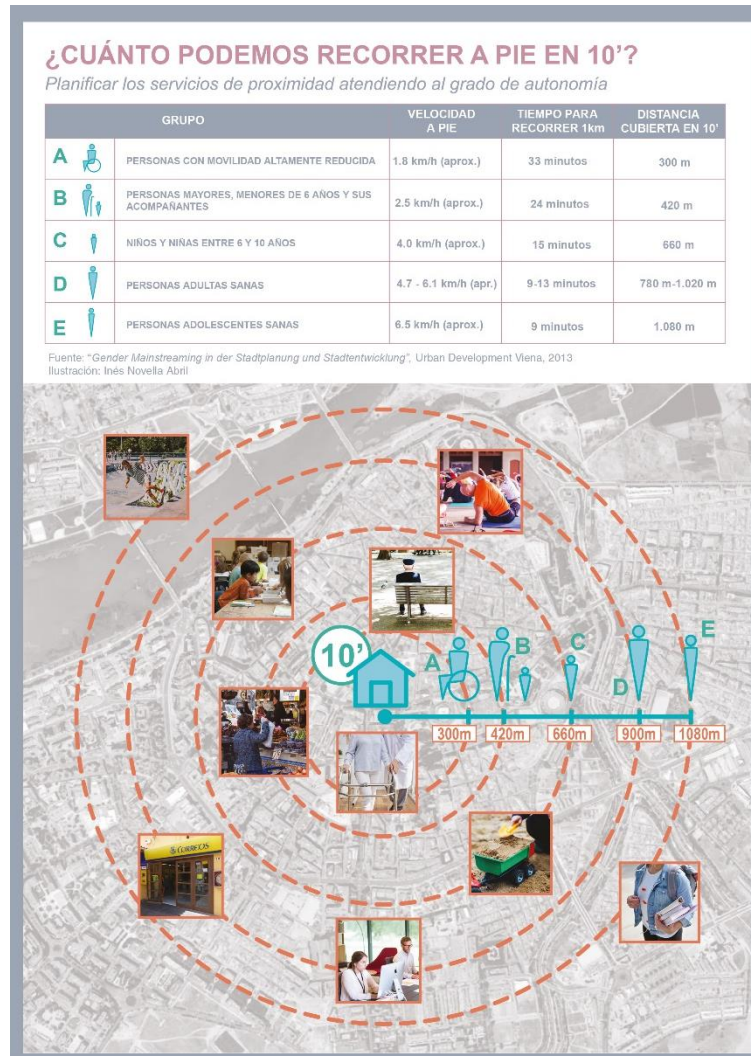 ¿CUÁNTO PODEMOS RECORRER A PIE EN 10’?
Planificar los servicios de proximidad atendiendo al grado de autonomía
GRUPO VELOCIDAD A PIE TIEMPO PARA RECORRER 1km DISTANCIA CUBIERTA EN 10’
A PERSONAS CON MOVILIDAD ALTAMENTE REDUCIDA 1.8 km/h (aprox.) 33 minutos 300 m
B PERSONAS MAYORES, MENORES DE 6 AÑOS Y SUS
ACOMPAÑANTES 2.5 km/h (aprox.) 24 minutos 420 m
C NIÑOS Y NIÑAS ENTRE 6 Y 10 AÑOS 4.0 km/h (aprox.) 15 minutos 660 m
D PERSONAS ADULTAS SANAS 4.7 - 6.1 km/h (apr.) 9-13 minutos 780 m-1.020 m
E PERSONAS ADOLESCENTES SANAS 6.5 km/h (aprox.) 9 minutos 1.080 m
Fuente: “Gender Mainstreaming in der Stadtplanung und Stadtentwicklung”, Urban Development Viena, 2013
Ilustración: Inés Novella Abril
10’
A
B
C
D
E
300m 420m 660m 900m 1080m
CORREOS